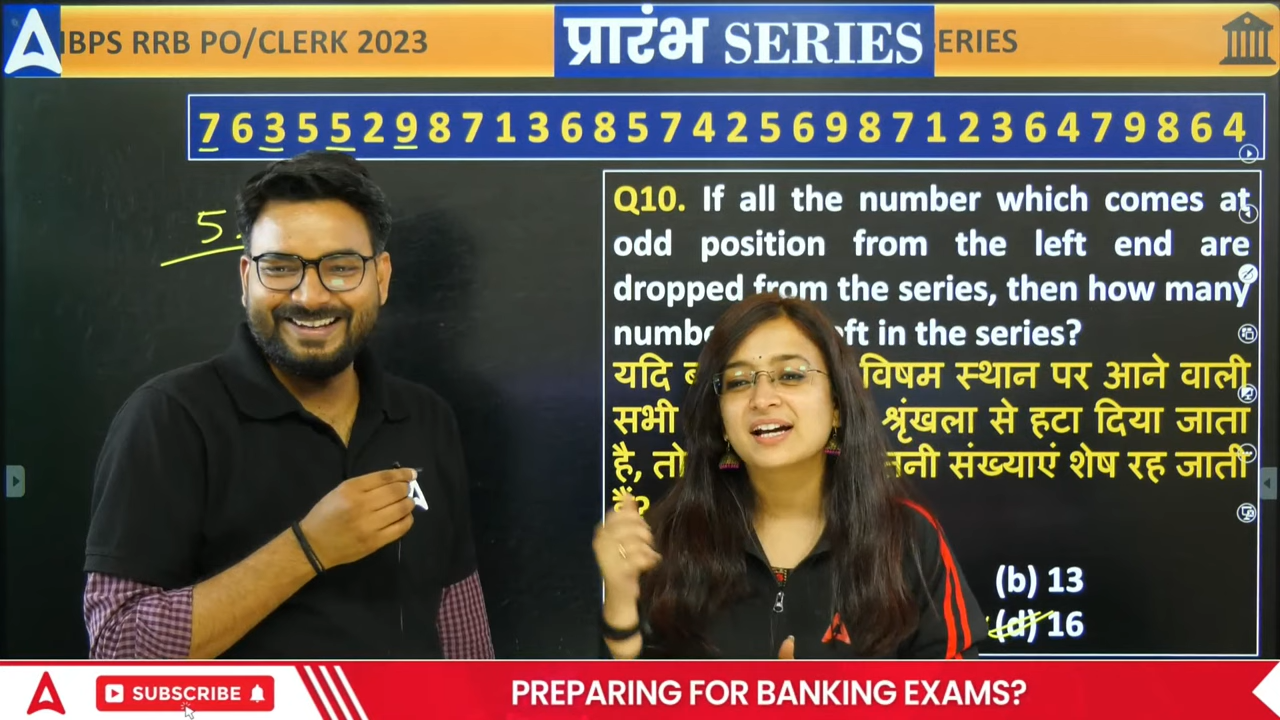 IBPS RRB PO/CLERK 2023 प्रारंभ SERIES ERIES
7 6 3 5 5 2 9 8 7 1 3 6 8 5 7 4 2 5 6 9 8 7 1 2 3 6 4 7 9 8 6 4
5
Q10. If all the number which comes at
odd position from the left end are
dropped from the series, then how many
in the series?
यदि विषम स्थान पर आने वाली
सभी श्रृंखला से हटा दिया जाता
है, तो संख्याएं शेष रह जाती
(b) 13
(d) 16
SUBSCRIBE PREPARING FOR BANKING EXAMS?